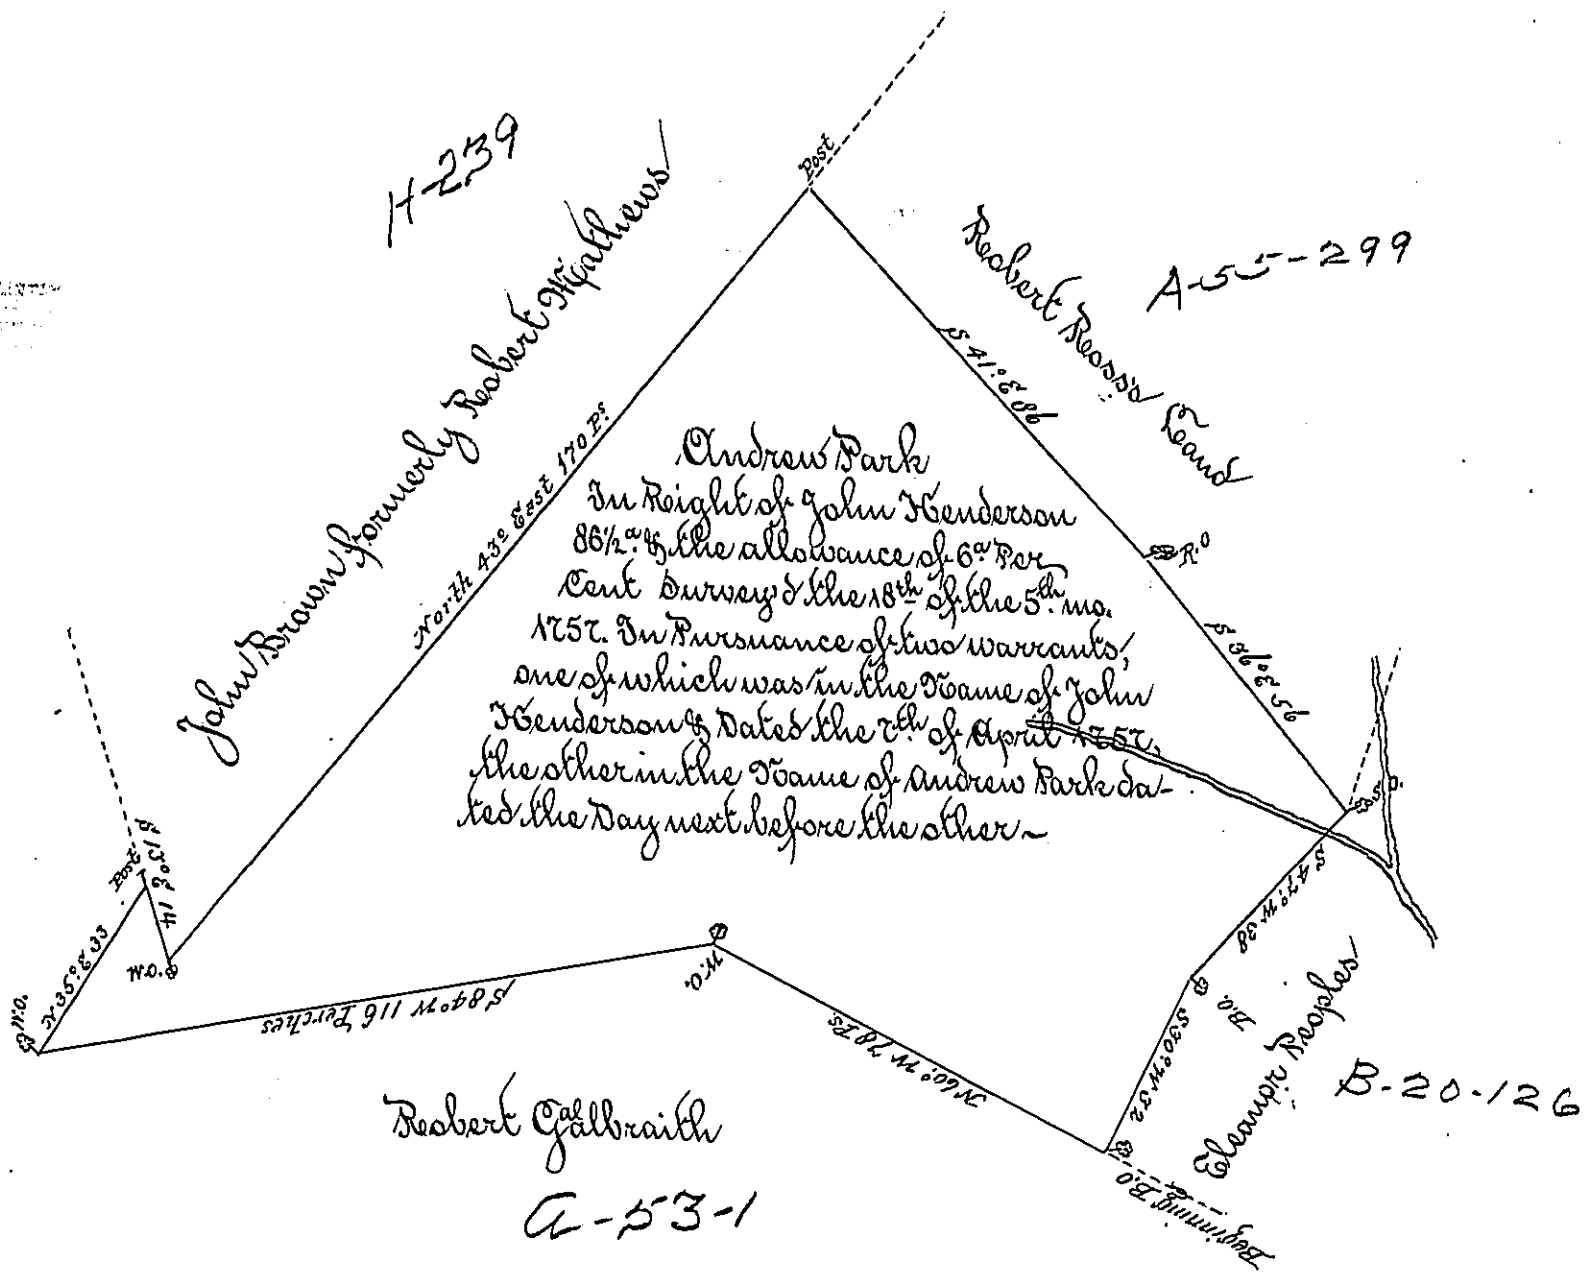 H-239
Post
A-55-299
Robert Ross's Land
John Brown formerly Robert Mathews
North 43° East 170 Ps.
S 41° E 86
R.O
S 36° E 56
Andrew Park
In Right of John Henderson
86½ a. & the allowance of 6 a. Per
Cent Survey'd the 18th of the 5th mo.
1757. In Pursuance of two warrants,
one of which was in the Name of John
Henderson & Dated the 7th of April 1757,
the other in the Name of Andrew Park da-
ted the Day next before the other ~
S.O.
S 47° W 38
B.O.
S 30° W 32
Eleanor Peoples
B-20-126
Beginning B.O
N 60° W 78 Ps.
W.O.
S 84° W 116 Perches
W.O.
N 35° E 33
Post
S 13° E 14
W.O.
Robert Galbraith
A-53-1